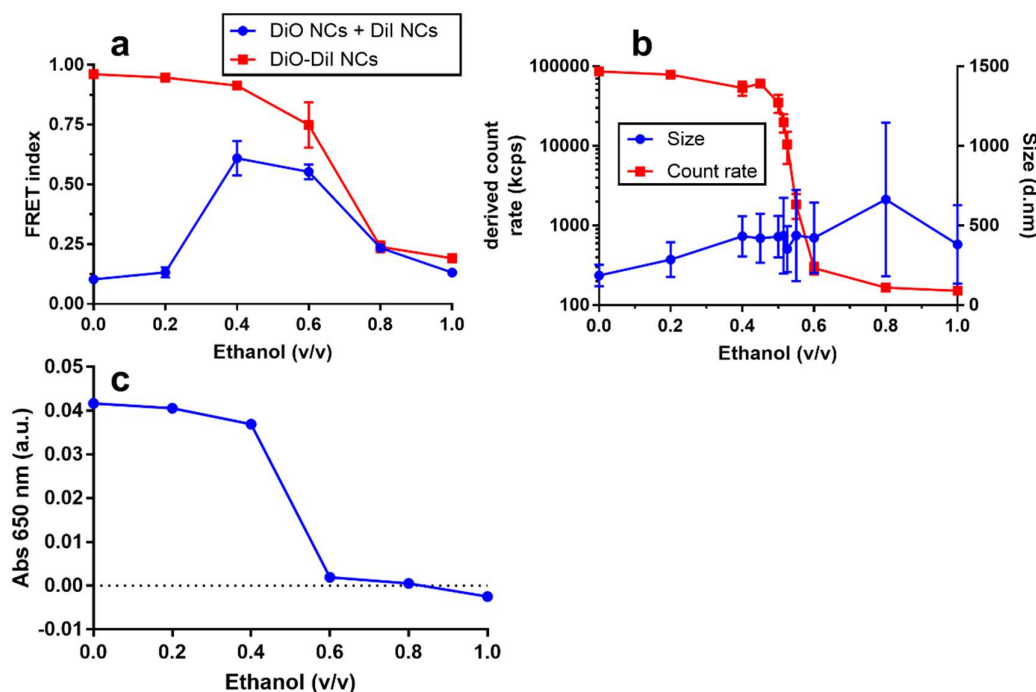 a
DiO NCs + DiI NCs
DiO-DiI NCs
1.00
0.75
0.50
0.25
0.00
FRET index
0.0 0.2 0.4 0.6 0.8 1.0
Ethanol (v/v)
b
Size
Count rate
100000
10000
1000
100
derived count
rate (kcps)
1500
1000
500
0
Size (d.nm)
0.0 0.2 0.4 0.6 0.8 1.0
Ethanol (v/v)
c
0.05
0.04
0.03
0.02
0.01
0.00
-0.01
Abs 650 nm (a.u.)
0.0 0.2 0.4 0.6 0.8 1.0
Ethanol (v/v)